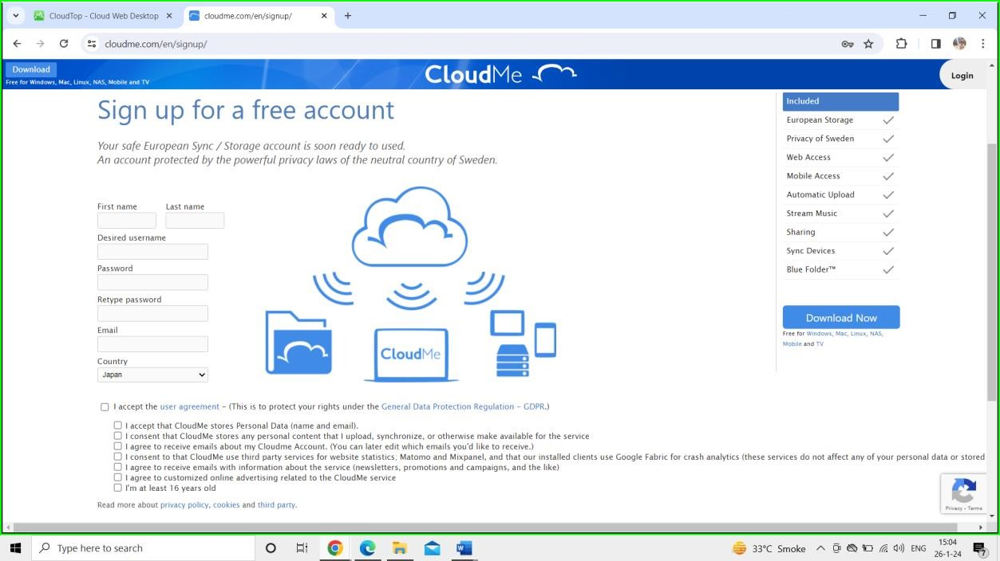 CloudTop - Cloud Web Desktop
cloudme.com/en/signup/
cloudme.com/en/signup/
Download
Free for Windows, Mac, Linux, NAS, Mobile and TV
CloudMe
Login
Sign up for a free account
Your safe European Sync / Storage account is soon ready to used.
An account protected by the powerful privacy laws of the neutral country of Sweden.
First name Last name
Desired username
Password
Retype password
Email
Country
Japan
CloudMe
Included
European Storage
Privacy of Sweden
Web Access
Mobile Access
Automatic Upload
Stream Music
Sharing
Sync Devices
Blue Folder™
Download Now
Free for Windows, Mac, Linux, NAS,
Mobile and TV
I accept the user agreement - (This is to protect your rights under the General Data Protection Regulation - GDPR.)
I accept that CloudMe stores Personal Data (name and email).
I consent that CloudMe stores any personal content that I upload, synchronize, or otherwise make available for the service
I agree to receive emails about my Cloudme Account. (You can later edit which emails you'd like to receive.)
I consent to that CloudMe use third party services for website statistics; Matomo and Mixpanel, and that our installed clients use Google Fabric for crash analytics (these services do not affect any of your personal data or stored
I agree to receive emails with information about the service (newsletters, promotions and campaigns, and the like)
I agree to customized online advertising related to the CloudMe service
I'm at least 16 years old
Read more about privacy policy, cookies and third party.
Privacy - Terms
Type here to search
33°C Smoke
ENG
15:04
26-1-24
7